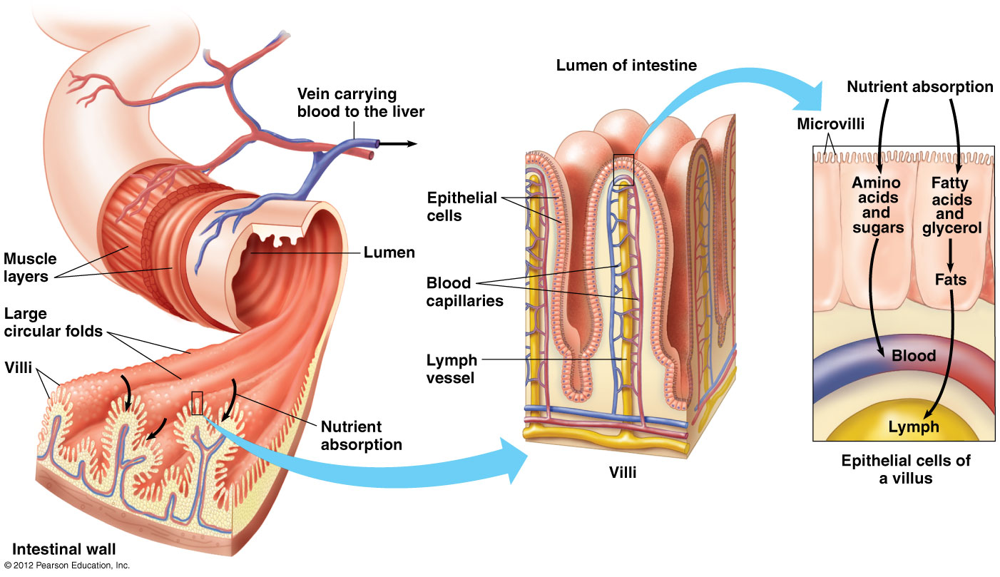 Vein carrying
blood to the liver
Muscle
layers
Lumen
Large
circular folds
Villi
Nutrient
absorption
Intestinal wall
© 2012 Pearson Education, Inc.
Lumen of intestine
Epithelial
cells
Blood
capillaries
Lymph
vessel
Villi
Nutrient absorption
Microvilli
Amino
acids
and
sugars
Fatty
acids
and
glycerol
Fats
Blood
Lymph
Epithelial cells of
a villus